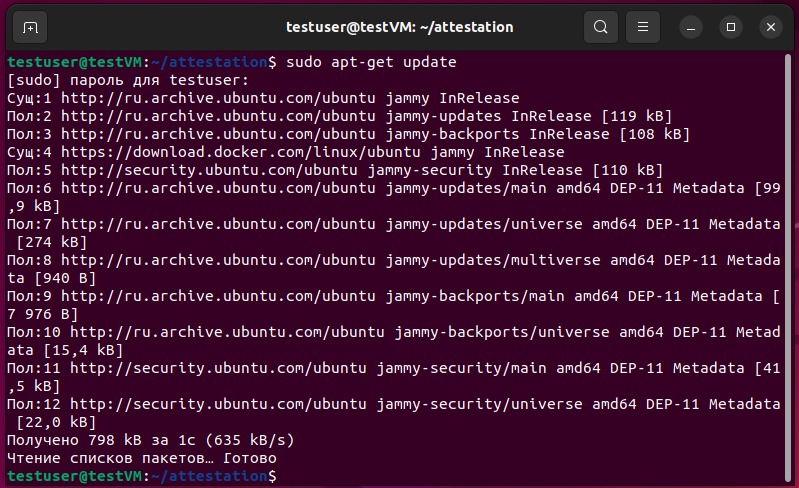 testuser@testVM: ~/attestation
testuser@testVM:~/attestation$ sudo apt-get update
[sudo] пароль для testuser:
Сущ:1 http://ru.archive.ubuntu.com/ubuntu jammy InRelease
Пол:2 http://ru.archive.ubuntu.com/ubuntu jammy-updates InRelease [119 kB]
Пол:3 http://ru.archive.ubuntu.com/ubuntu jammy-backports InRelease [108 kB]
Сущ:4 https://download.docker.com/linux/ubuntu jammy InRelease
Пол:5 http://security.ubuntu.com/ubuntu jammy-security InRelease [110 kB]
Пол:6 http://ru.archive.ubuntu.com/ubuntu jammy-updates/main amd64 DEP-11 Metadata [99
,9 kB]
Пол:7 http://ru.archive.ubuntu.com/ubuntu jammy-updates/universe amd64 DEP-11 Metadata
 [274 kB]
Пол:8 http://ru.archive.ubuntu.com/ubuntu jammy-updates/multiverse amd64 DEP-11 Metada
ta [940 B]
Пол:9 http://ru.archive.ubuntu.com/ubuntu jammy-backports/main amd64 DEP-11 Metadata [
7 976 B]
Пол:10 http://ru.archive.ubuntu.com/ubuntu jammy-backports/universe amd64 DEP-11 Metad
ata [15,4 kB]
Пол:11 http://security.ubuntu.com/ubuntu jammy-security/main amd64 DEP-11 Metadata [41
,5 kB]
Пол:12 http://security.ubuntu.com/ubuntu jammy-security/universe amd64 DEP-11 Metadata
 [22,0 kB]
Получено 798 kB за 1с (635 kB/s)
Чтение списков пакетов… Готово
testuser@testVM:~/attestation$